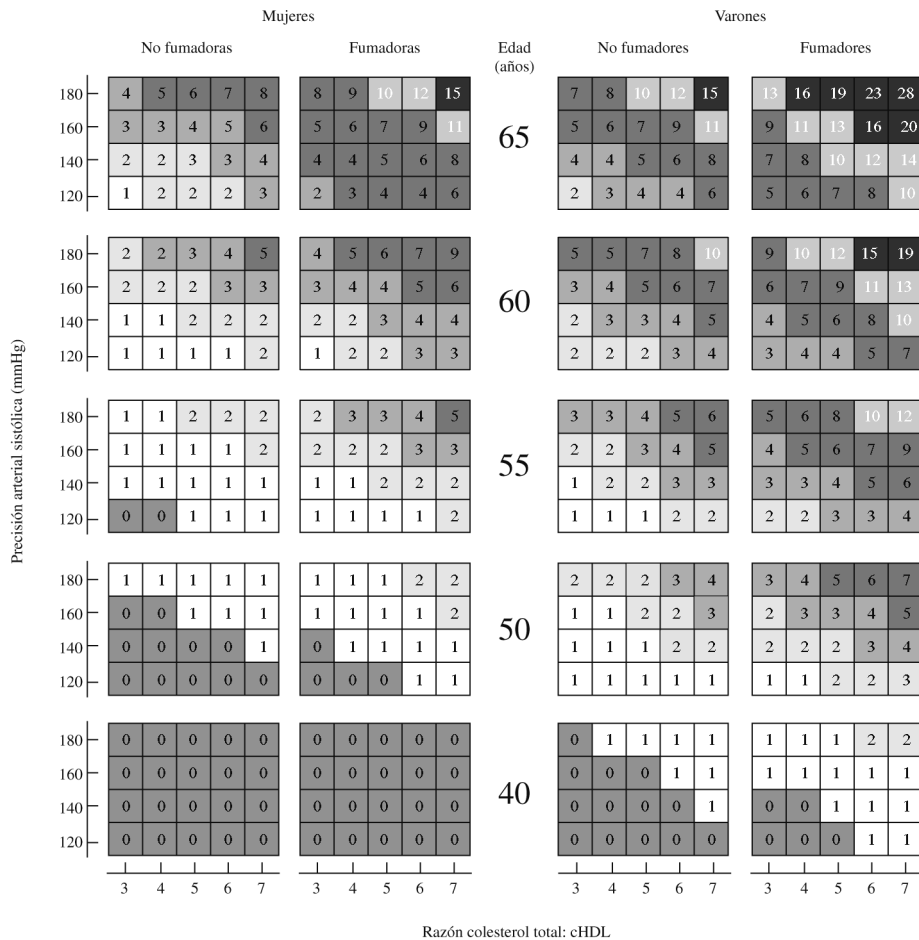 Mujeres Varones
No fumadoras Fumadoras Edad (años) No fumadores Fumadores
180 4 5 6 7 8 8 9 10 12 15 7 8 10 12 15 13 16 19 23 28
160 3 3 4 5 6 5 6 7 9 11 5 6 7 9 11 9 11 13 16 20
65
140 2 2 3 3 4 4 4 5 6 8 4 4 5 6 8 7 8 10 12 14
120 1 2 2 2 3 2 3 4 4 6 2 3 4 4 6 5 6 7 8 10
180 2 2 3 4 5 4 5 6 7 9 5 5 7 8 10 9 10 12 15 19
160 2 2 2 3 3 3 4 4 5 6 3 4 5 6 7 6 7 9 11 13
60
140 1 1 2 2 2 2 2 3 4 4 2 3 3 4 5 4 5 6 8 10
120 1 1 1 1 2 1 2 2 3 3 2 2 2 3 4 3 4 4 5 7
180 1 1 2 2 2 2 3 3 4 5 3 3 4 5 6 5 6 8 10 12
160 1 1 1 1 2 2 2 2 3 3 2 2 3 4 5 4 5 6 7 9
55
140 1 1 1 1 1 1 1 2 2 2 1 2 2 3 3 3 3 4 5 6
120 0 0 1 1 1 1 1 1 1 2 1 1 1 2 2 2 2 3 3 4
180 1 1 1 1 1 1 1 1 2 2 2 2 2 3 4 3 4 5 6 7
160 0 0 1 1 1 1 1 1 1 2 1 1 2 2 3 2 3 3 4 5
50
140 0 0 0 0 1 0 1 1 1 1 1 1 1 2 2 2 2 2 3 4
120 0 0 0 0 0 0 0 0 1 1 1 1 1 1 1 1 1 2 2 3
180 0 0 0 0 0 0 0 0 0 0 0 1 1 1 1 1 1 1 2 2
160 0 0 0 0 0 0 0 0 0 0 0 0 0 1 1 1 1 1 1 1
40
140 0 0 0 0 0 0 0 0 0 0 0 0 0 0 1 0 0 1 1 1
120 0 0 0 0 0 0 0 0 0 0 0 0 0 0 0 0 0 0 1 1
3 4 5 6 7 3 4 5 6 7 3 4 5 6 7 3 4 5 6 7
Precisión arterial sistólica (mmHg)
Razón colesterol total: cHDL